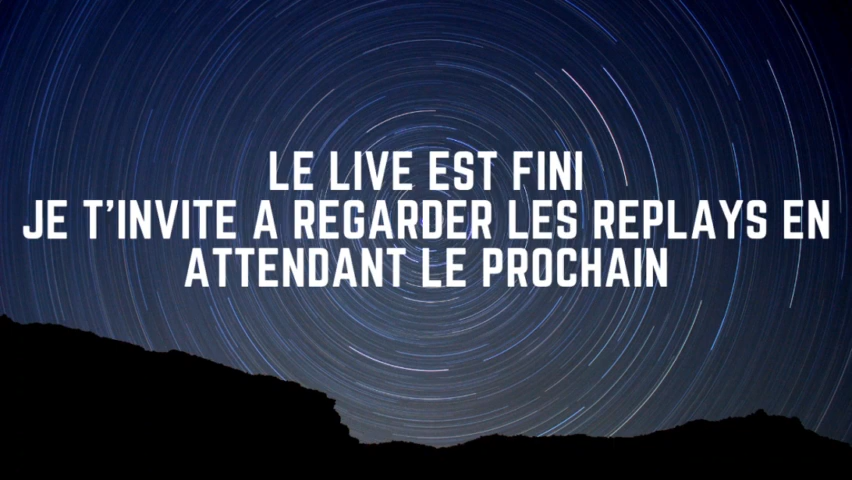 LE LIVE EST FINI
JE T'INVITE A REGARDER LES REPLAYS EN
ATTENDANT LE PROCHAIN